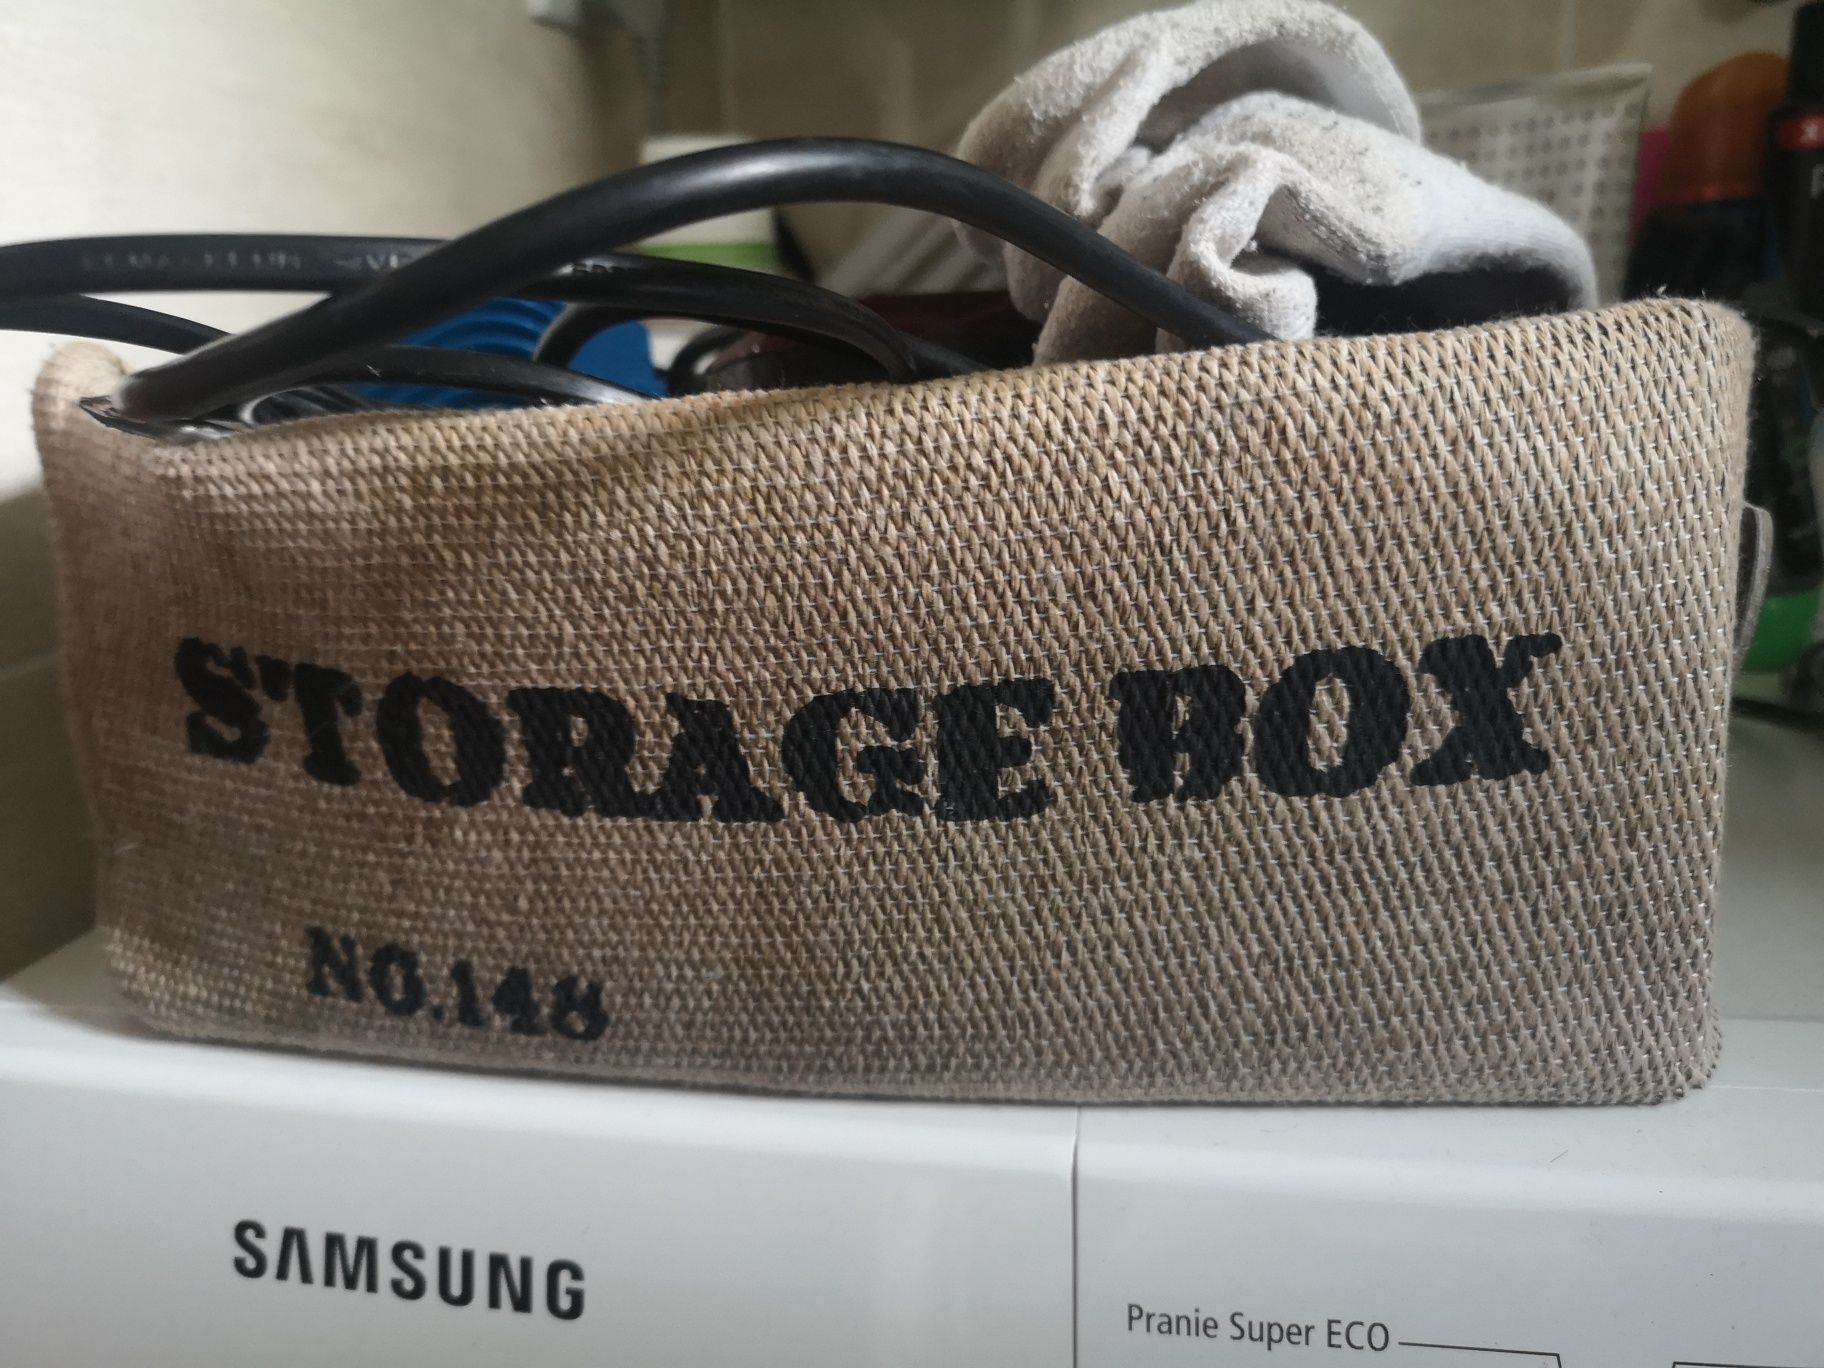 STORAGE BOX
NO.148
SAMSUNG
Pranie Super ECO